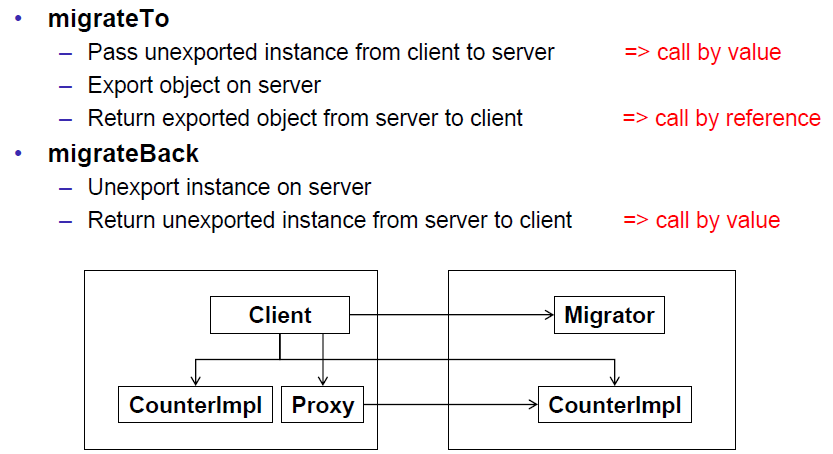 • migrateTo
– Pass unexported instance from client to server => call by value
– Export object on server
– Return exported object from server to client => call by reference
• migrateBack
– Unexport instance on server
– Return unexported instance from server to client => call by value
Client Migrator
CounterImpl Proxy CounterImpl